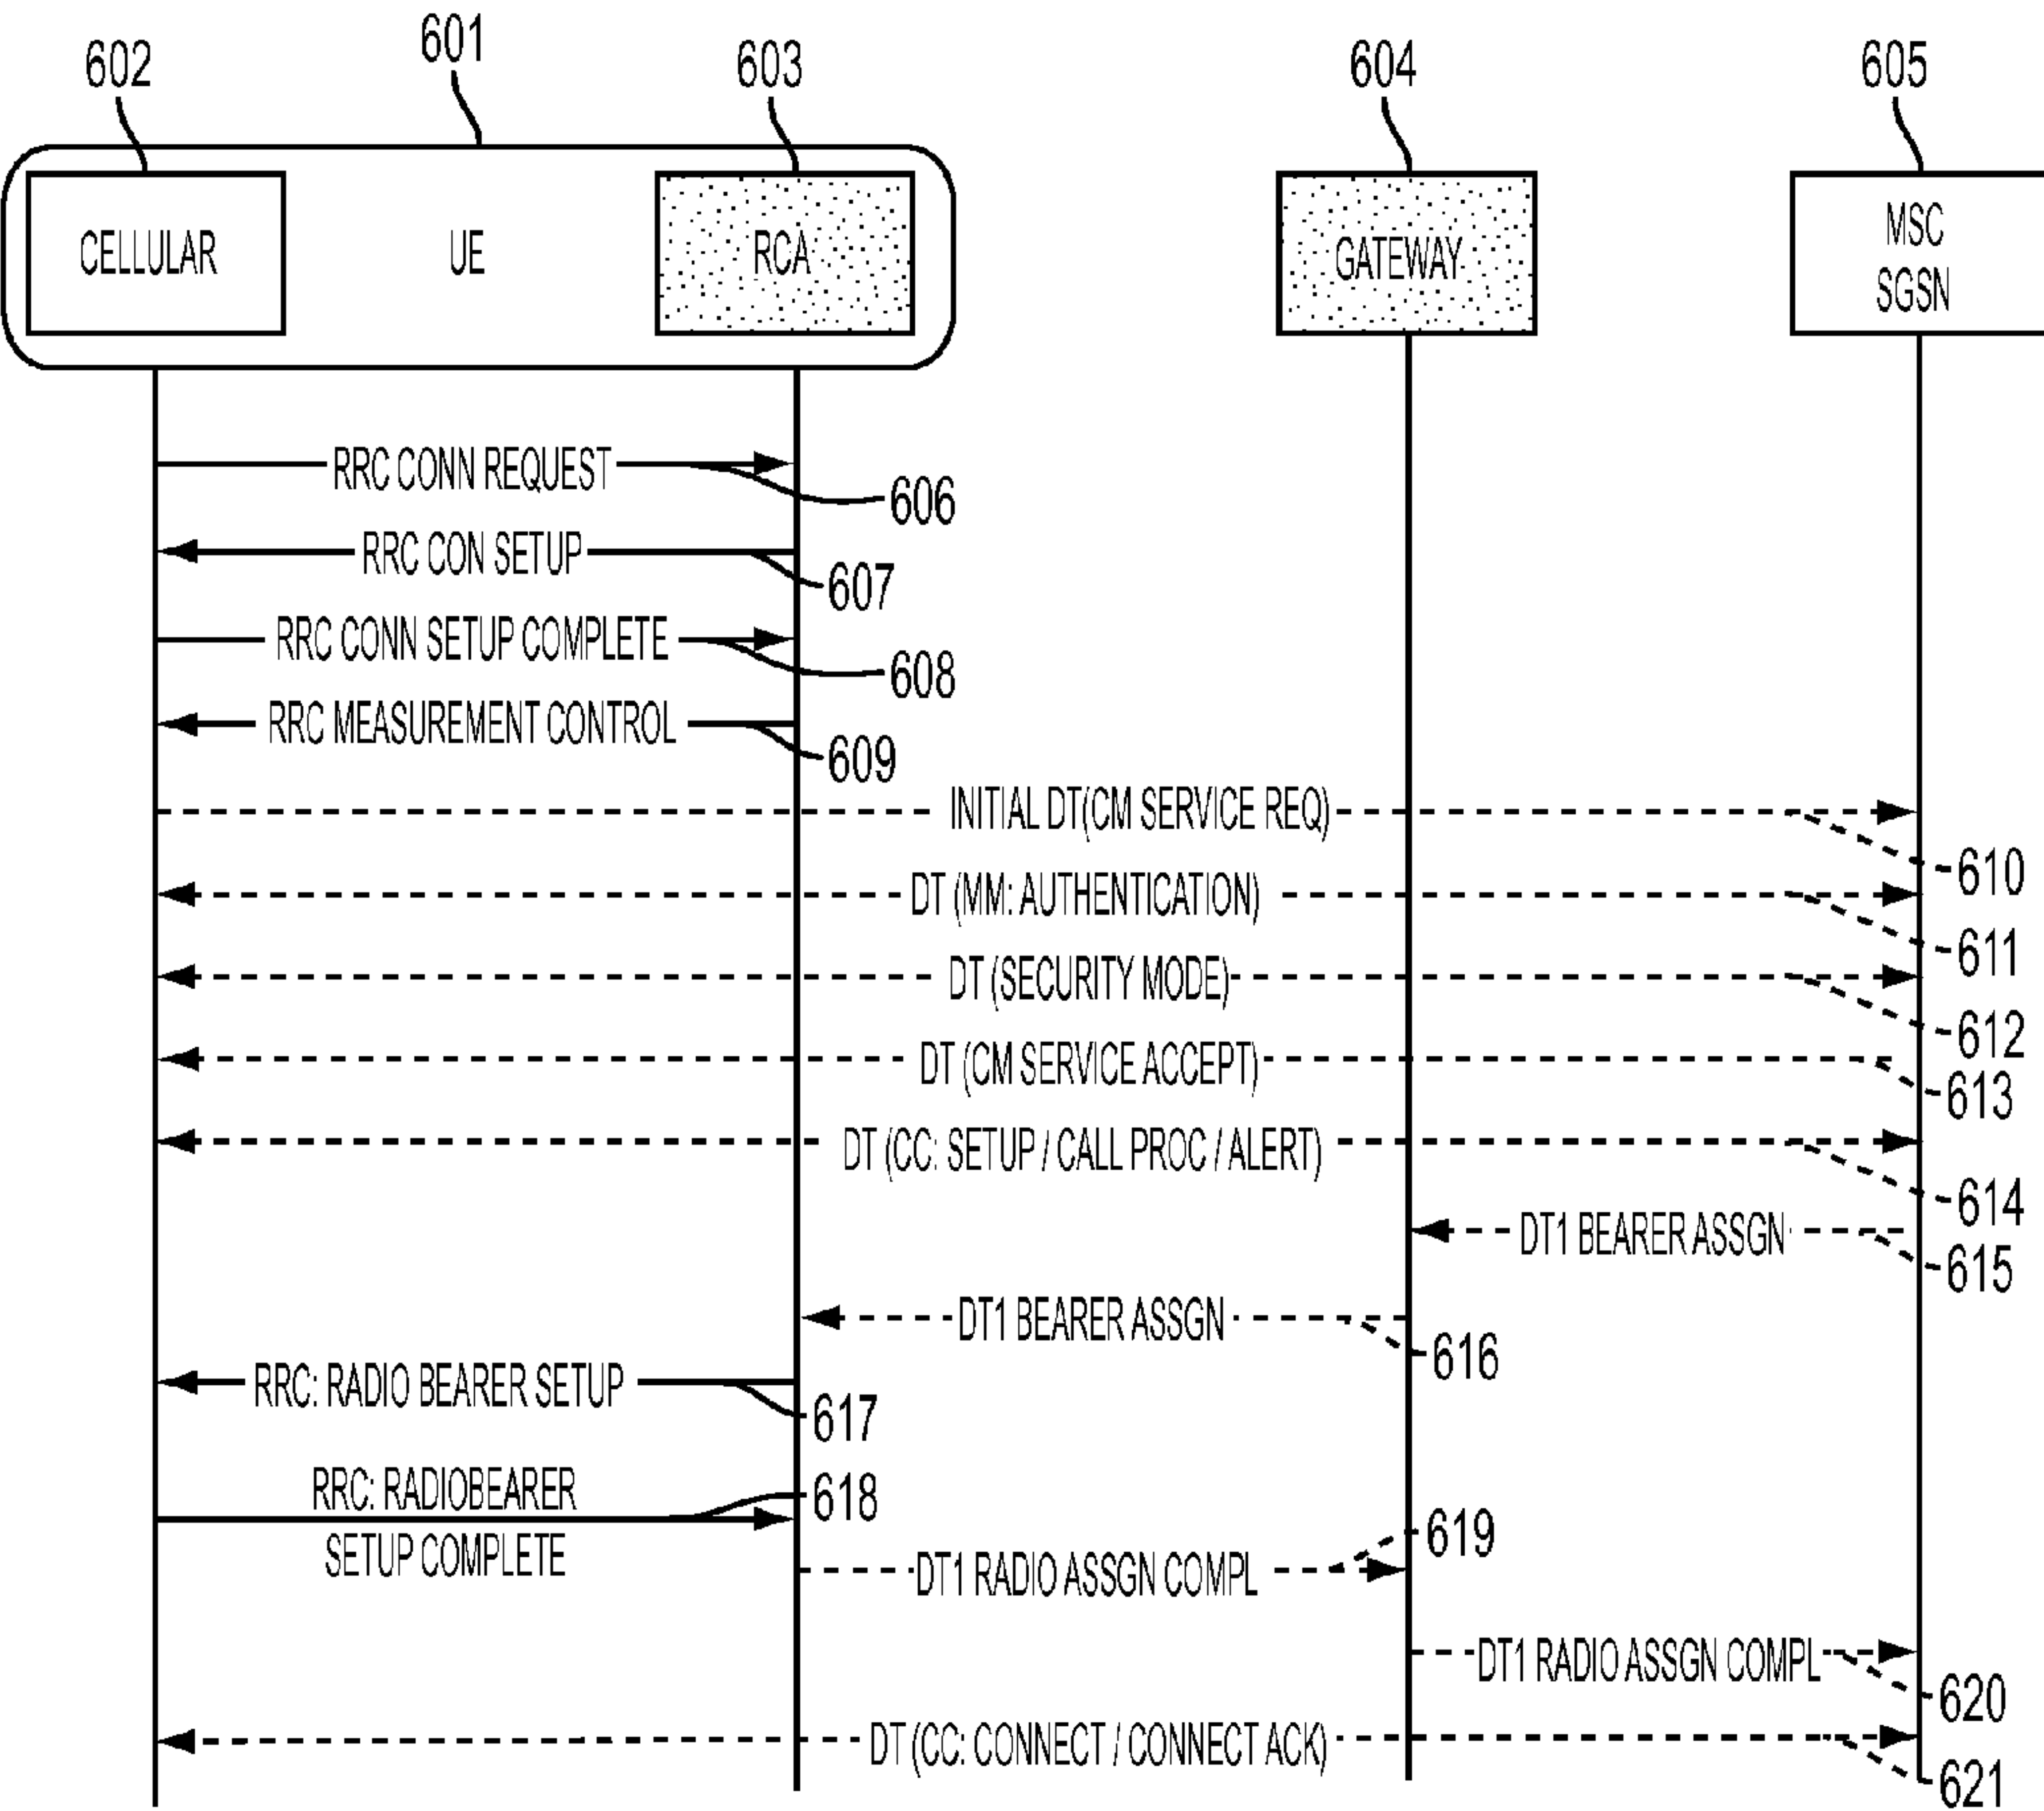 602
601
603
604
605
CELLULAR
UE
RCA
GATEWAY
MSC
SGSN
RRC CONN REQUEST
606
RRC CON SETUP
607
RRC CONN SETUP COMPLETE
608
RRC MEASUREMENT CONTROL
609
INITIAL DT(CM SERVICE REQ)
610
DT (MM: AUTHENTICATION)
611
DT (SECURITY MODE)
612
DT (CM SERVICE ACCEPT)
613
DT (CC: SETUP / CALL PROC / ALERT)
614
DT1 BEARER ASSGN
615
DT1 BEARER ASSGN
616
RRC: RADIO BEARER SETUP
617
RRC: RADIOBEARER
SETUP COMPLETE
618
DT1 RADIO ASSGN COMPL
619
DT1 RADIO ASSGN COMPL
620
DT (CC: CONNECT / CONNECT ACK)
621